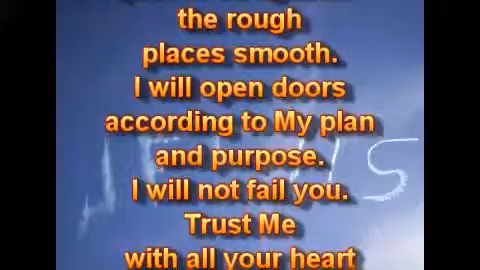 the rough
places smooth.
I will open doors
according to My plan
and purpose.
I will not fail you.
Trust Me
with all your heart
JESUS